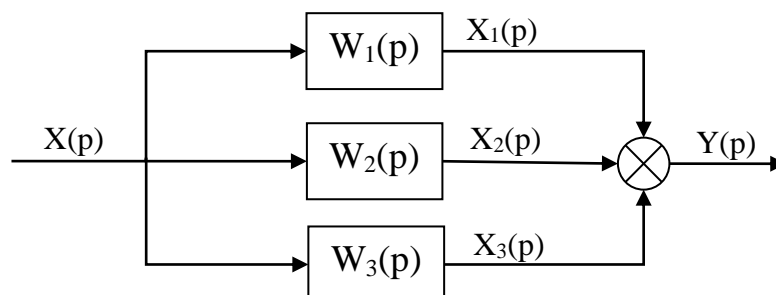 W₁(p)
X₁(p)
X(p)
W₂(p)
X₂(p)
Y(p)
W₃(p)
X₃(p)